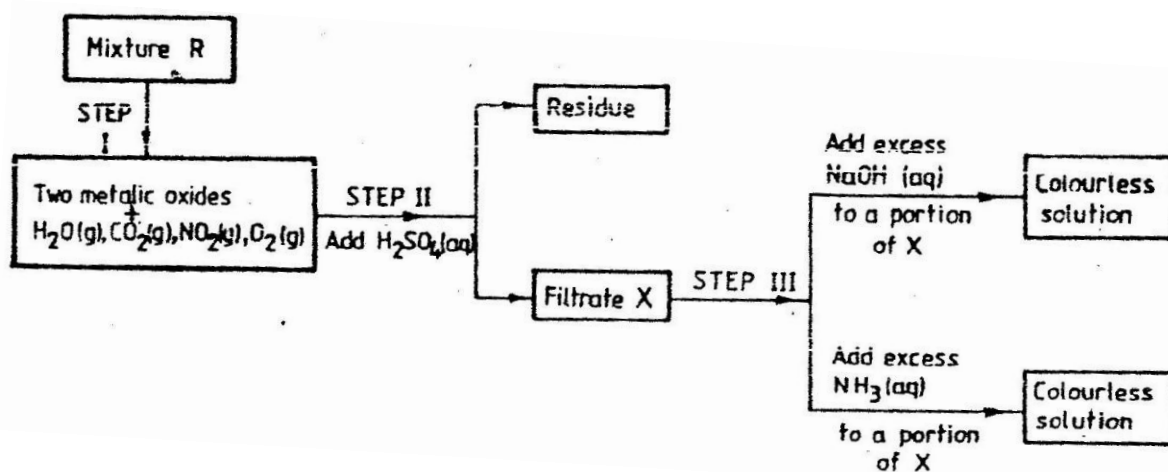 Mixture R
STEP
I
Two metalic oxides
+
H₂O(g), CO₂(g), NO₂(g), O₂(g)
STEP II
Add H₂SO₄(aq)
Residue
Filtrate X
STEP III
Add excess
NaOH (aq)
to a portion
of X
Colourless
solution
Add excess
NH₃(aq)
to a portion
of X
Colourless
solution